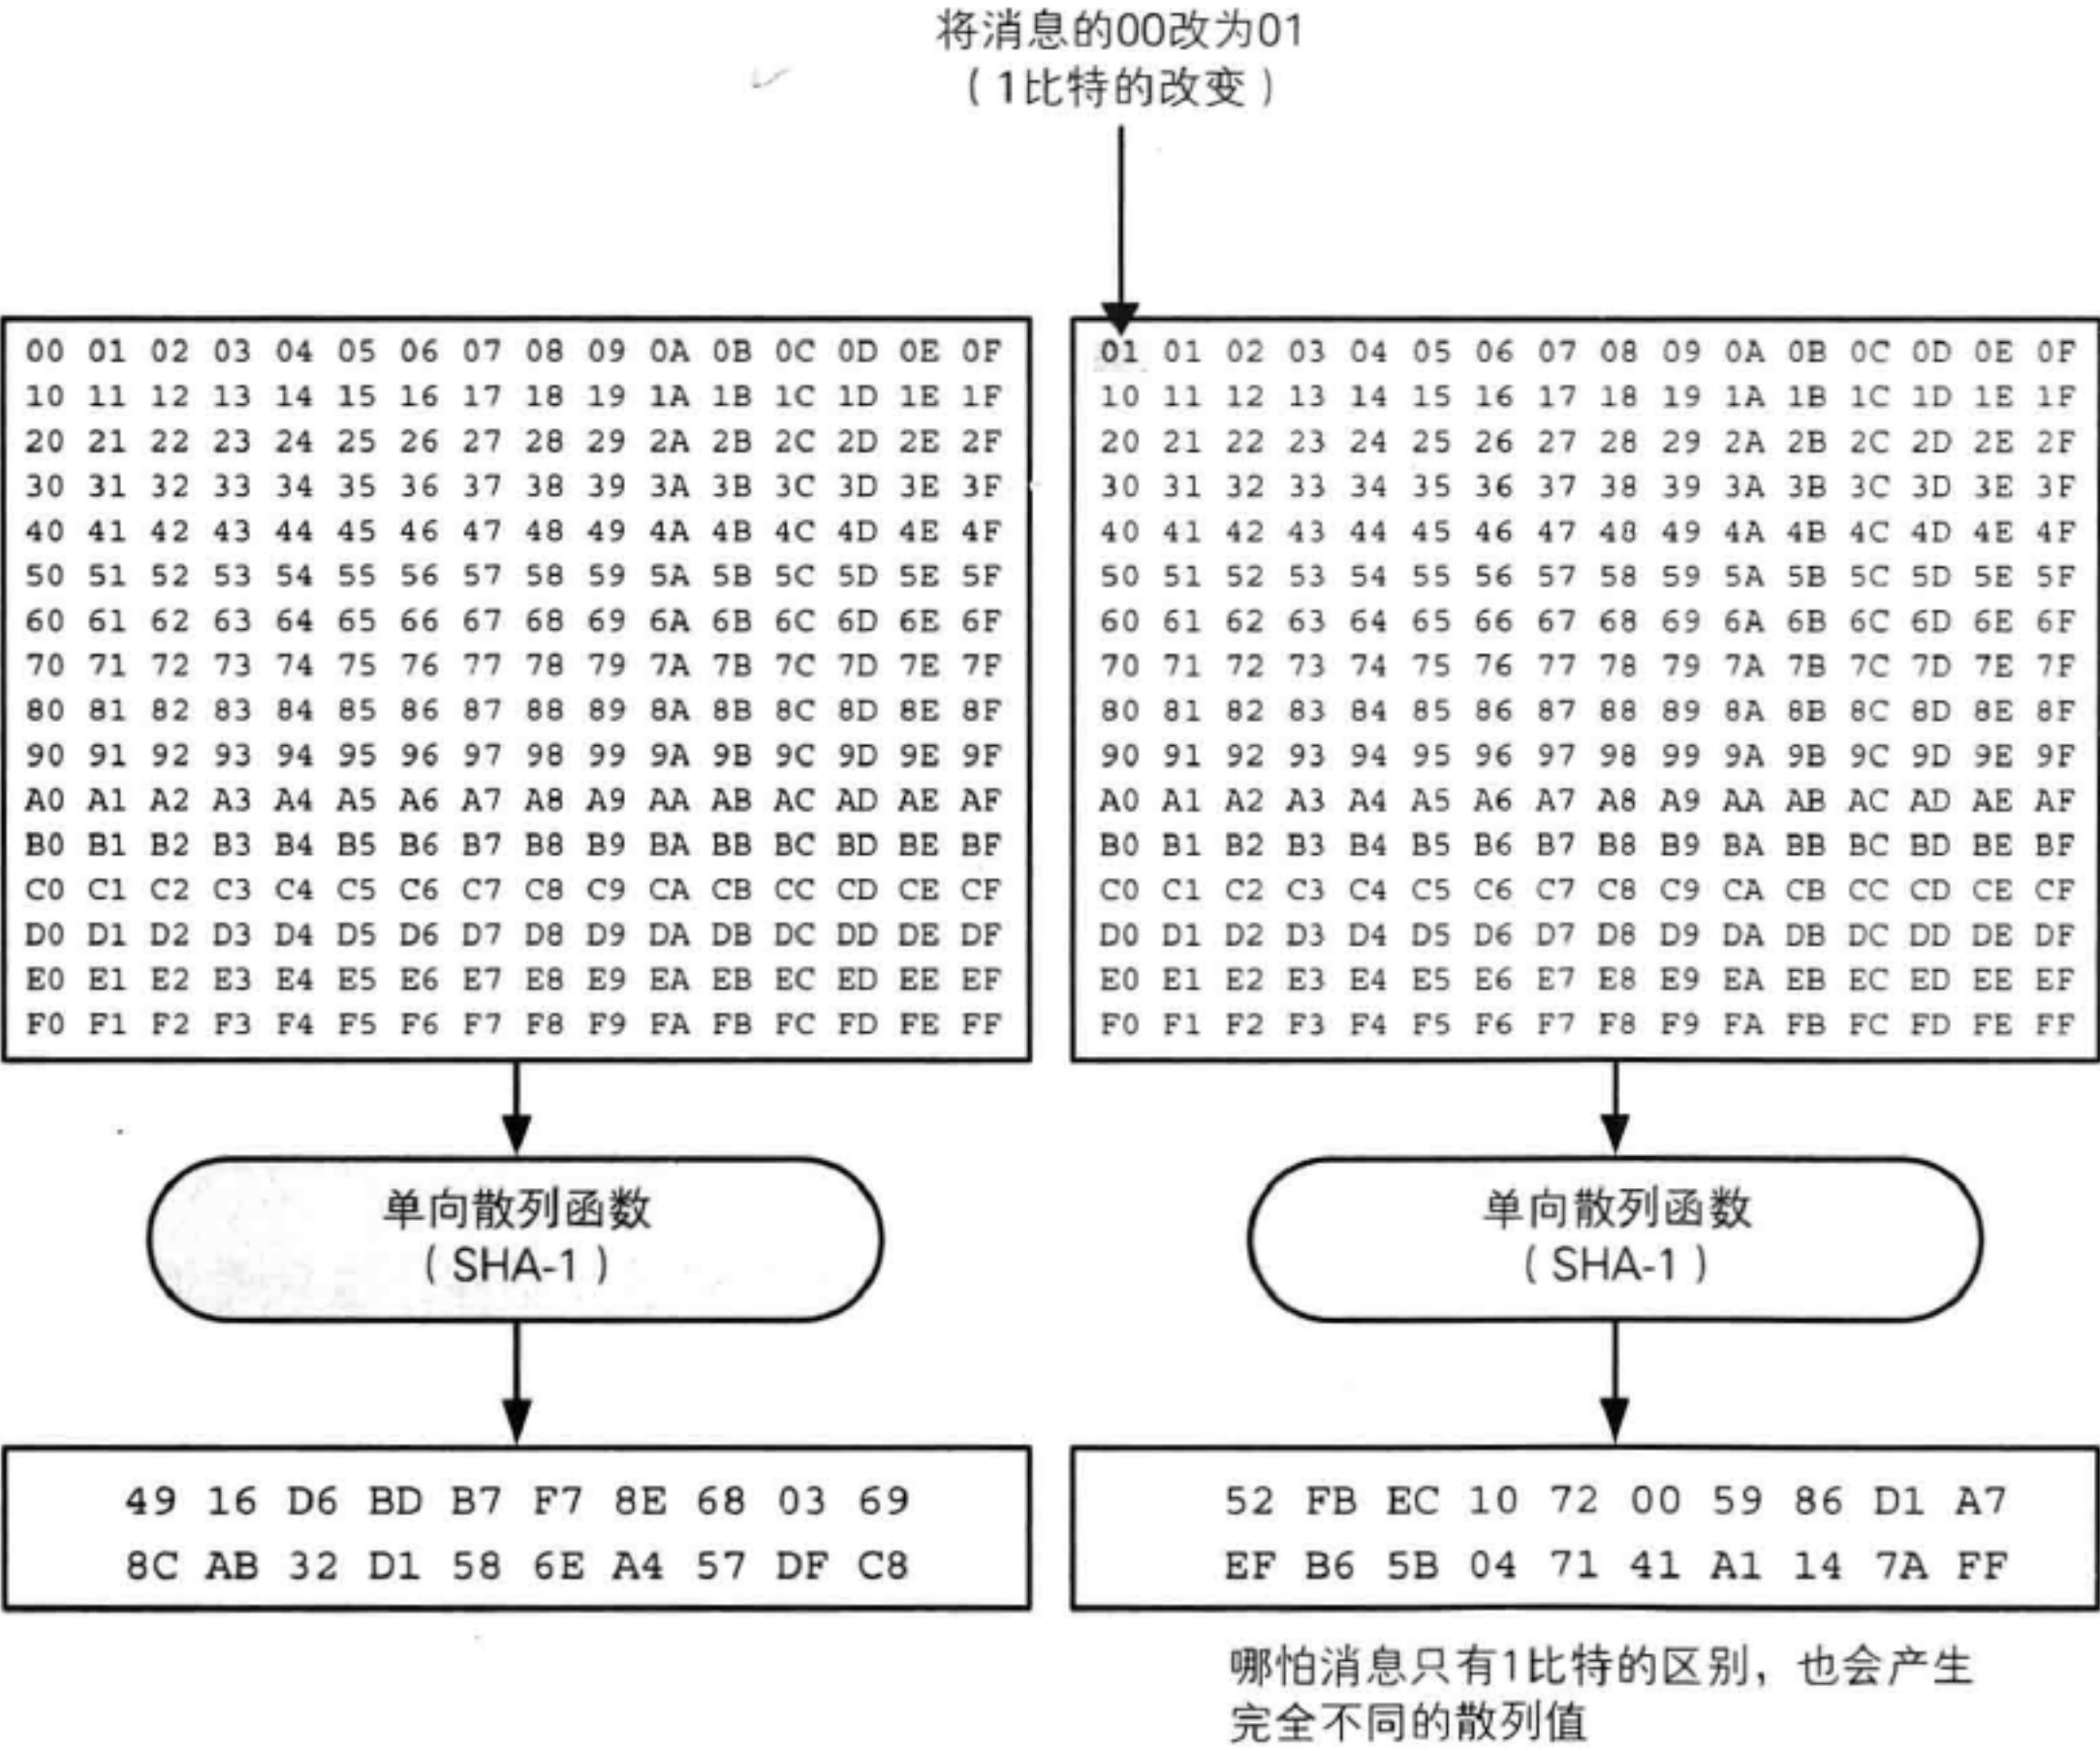 将消息的00改为01
（1比特的改变）
00 01 02 03 04 05 06 07 08 09 0A 0B 0C 0D 0E 0F
10 11 12 13 14 15 16 17 18 19 1A 1B 1C 1D 1E 1F
20 21 22 23 24 25 26 27 28 29 2A 2B 2C 2D 2E 2F
30 31 32 33 34 35 36 37 38 39 3A 3B 3C 3D 3E 3F
40 41 42 43 44 45 46 47 48 49 4A 4B 4C 4D 4E 4F
50 51 52 53 54 55 56 57 58 59 5A 5B 5C 5D 5E 5F
60 61 62 63 64 65 66 67 68 69 6A 6B 6C 6D 6E 6F
70 71 72 73 74 75 76 77 78 79 7A 7B 7C 7D 7E 7F
80 81 82 83 84 85 86 87 88 89 8A 8B 8C 8D 8E 8F
90 91 92 93 94 95 96 97 98 99 9A 9B 9C 9D 9E 9F
A0 A1 A2 A3 A4 A5 A6 A7 A8 A9 AA AB AC AD AE AF
B0 B1 B2 B3 B4 B5 B6 B7 B8 B9 BA BB BC BD BE BF
C0 C1 C2 C3 C4 C5 C6 C7 C8 C9 CA CB CC CD CE CF
D0 D1 D2 D3 D4 D5 D6 D7 D8 D9 DA DB DC DD DE DF
E0 E1 E2 E3 E4 E5 E6 E7 E8 E9 EA EB EC ED EE EF
F0 F1 F2 F3 F4 F5 F6 F7 F8 F9 FA FB FC FD FE FF
单向散列函数
（SHA-1）
49 16 D6 BD B7 F7 8E 68 03 69
8C AB 32 D1 58 6E A4 57 DF C8
01 01 02 03 04 05 06 07 08 09 0A 0B 0C 0D 0E 0F
10 11 12 13 14 15 16 17 18 19 1A 1B 1C 1D 1E 1F
20 21 22 23 24 25 26 27 28 29 2A 2B 2C 2D 2E 2F
30 31 32 33 34 35 36 37 38 39 3A 3B 3C 3D 3E 3F
40 41 42 43 44 45 46 47 48 49 4A 4B 4C 4D 4E 4F
50 51 52 53 54 55 56 57 58 59 5A 5B 5C 5D 5E 5F
60 61 62 63 64 65 66 67 68 69 6A 6B 6C 6D 6E 6F
70 71 72 73 74 75 76 77 78 79 7A 7B 7C 7D 7E 7F
80 81 82 83 84 85 86 87 88 89 8A 8B 8C 8D 8E 8F
90 91 92 93 94 95 96 97 98 99 9A 9B 9C 9D 9E 9F
A0 A1 A2 A3 A4 A5 A6 A7 A8 A9 AA AB AC AD AE AF
B0 B1 B2 B3 B4 B5 B6 B7 B8 B9 BA BB BC BD BE BF
C0 C1 C2 C3 C4 C5 C6 C7 C8 C9 CA CB CC CD CE CF
D0 D1 D2 D3 D4 D5 D6 D7 D8 D9 DA DB DC DD DE DF
E0 E1 E2 E3 E4 E5 E6 E7 E8 E9 EA EB EC ED EE EF
F0 F1 F2 F3 F4 F5 F6 F7 F8 F9 FA FB FC FD FE FF
单向散列函数
（SHA-1）
52 FB EC 10 72 00 59 86 D1 A7
EF B6 5B 04 71 41 A1 14 7A FF
哪怕消息只有1比特的区别，也会产生
完全不同的散列值